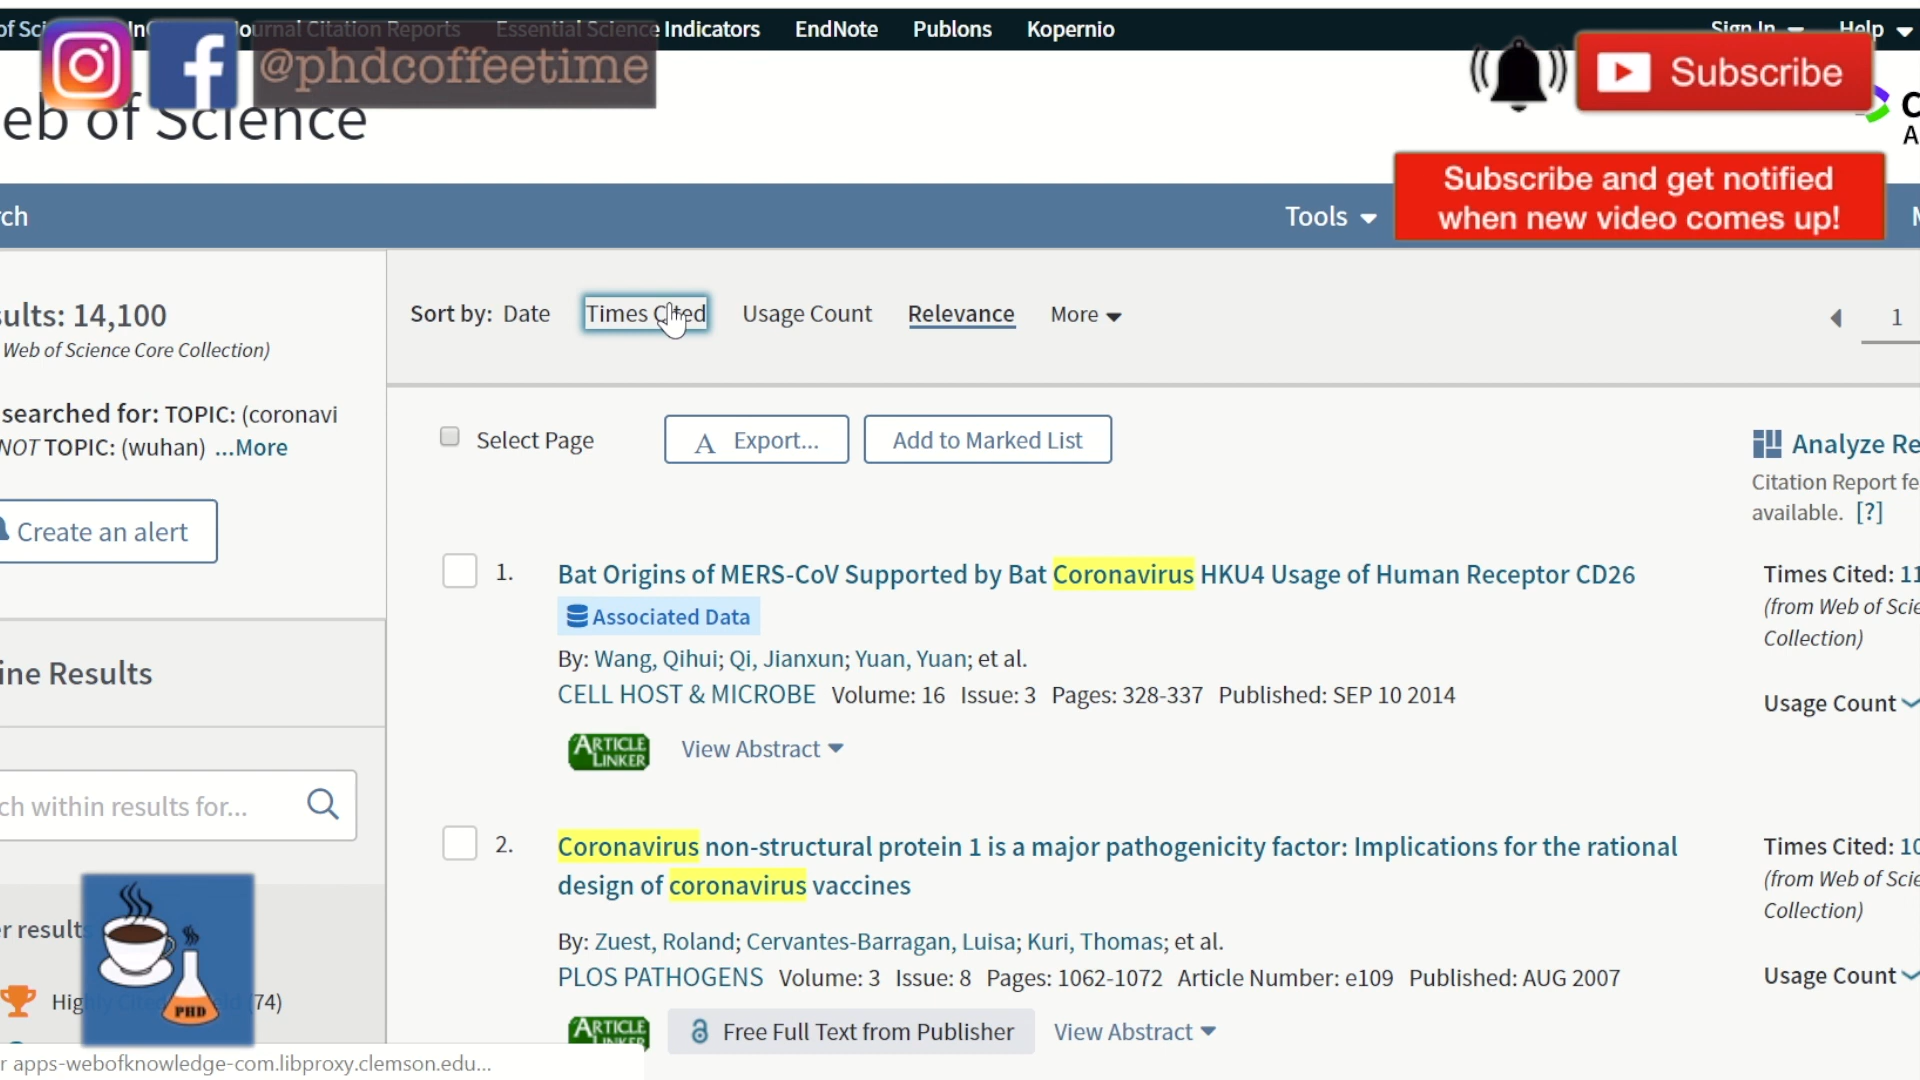 Indicators EndNote Publons Kopernio Sign In Help
@phdcoffeetime
Subscribe
eb of Science
Subscribe and get notified
when new video comes up!
ch
Tools
Sort by: Date Times Cited Usage Count Relevance More
1
sults: 14,100
Web of Science Core Collection)
searched for: TOPIC: (coronavi
NOT TOPIC: (wuhan) ...More
Create an alert
ine Results
ch within results for...
r results
(74)
Select Page
Export...
Add to Marked List
Analyze Re
Citation Report fe
available. [?]
1. Bat Origins of MERS-CoV Supported by Bat Coronavirus HKU4 Usage of Human Receptor CD26
Associated Data
By: Wang, Qihui; Qi, Jianxun; Yuan, Yuan; et al.
CELL HOST & MICROBE Volume: 16 Issue: 3 Pages: 328-337 Published: SEP 10 2014
ARTICLE
LINKER
View Abstract
Times Cited: 11
(from Web of Scie
Collection)
Usage Count
2. Coronavirus non-structural protein 1 is a major pathogenicity factor: Implications for the rational
design of coronavirus vaccines
By: Zuest, Roland; Cervantes-Barragan, Luisa; Kuri, Thomas; et al.
PLOS PATHOGENS Volume: 3 Issue: 8 Pages: 1062-1072 Article Number: e109 Published: AUG 2007
ARTICLE
LINKER
Free Full Text from Publisher
View Abstract
Times Cited: 10
(from Web of Scie
Collection)
Usage Count
PHD
r apps-webofknowledge-com.libproxy.clemson.edu...